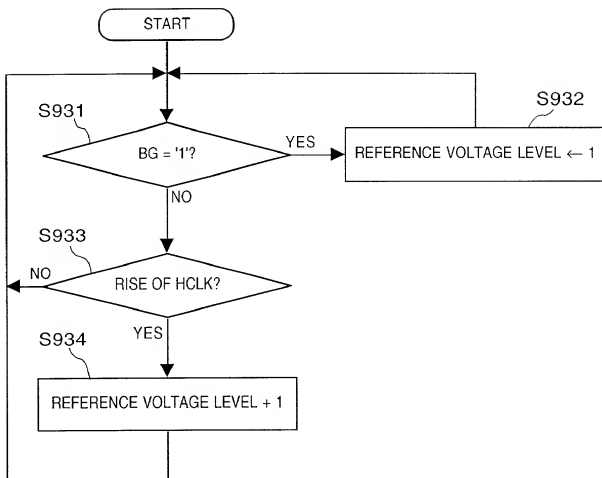 START
S931
S932
BG = '1'?
YES
REFERENCE VOLTAGE LEVEL ← 1
NO
S933
NO
RISE OF HCLK?
YES
S934
REFERENCE VOLTAGE LEVEL + 1